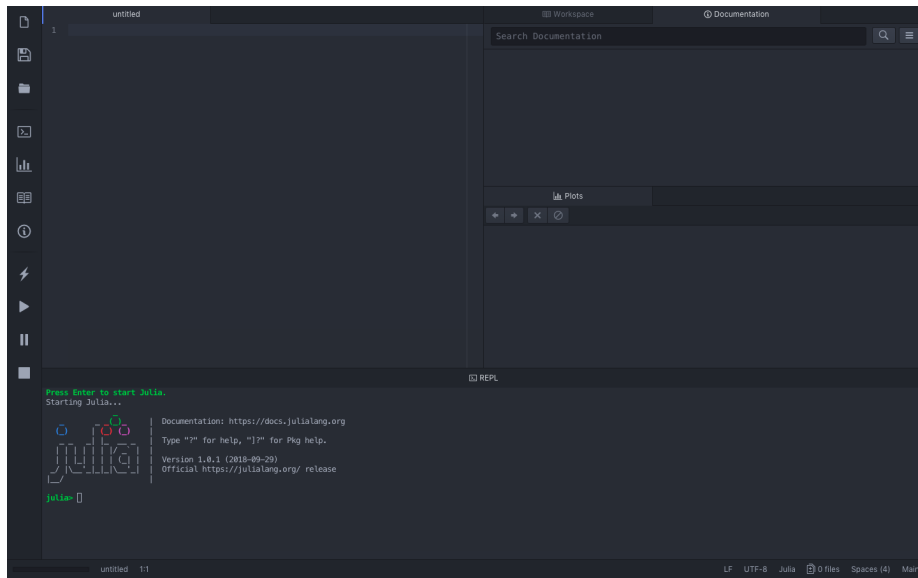 untitled
Workspace
Documentation
1
Search Documentation
Plots
REPL
Press Enter to start Julia.
Starting Julia...
Documentation: https://docs.julialang.org
Type "?" for help, "]?" for Pkg help.
Version 1.0.1 (2018-09-29)
Official https://julialang.org/ release
julia>
untitled 1:1
LF UTF-8 Julia 0 files Spaces (4) Main